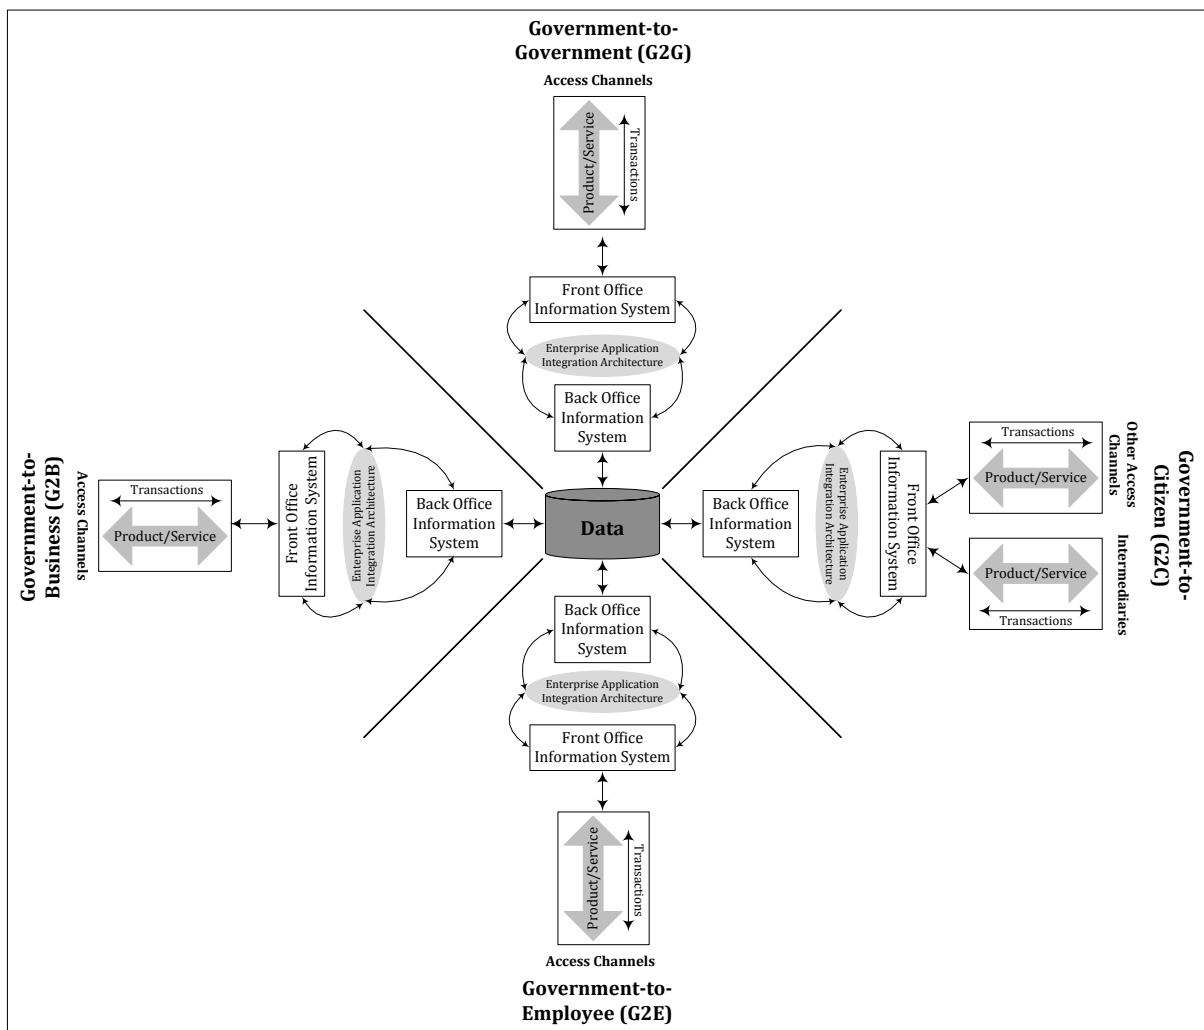 Government-to-
Government (G2G)
Access Channels
Product/Service
Transactions
Front Office
Information System
Enterprise Application
Integration Architecture
Back Office
Information
System
Government-to-
Business (G2B)
Access Channels
Transactions
Product/Service
Front Office
Information System
Enterprise Application
Integration Architecture
Back Office
Information
System
Data
Back Office
Information
System
Enterprise Application
Integration Architecture
Front Office
Information System
Transactions
Product/Service
Other Access
Channels
Product/Service
Transactions
Intermediaries
Government-to-
Citizen (G2C)
Back Office
Information
System
Enterprise Application
Integration Architecture
Front Office
Information System
Product/Service
Transactions
Access Channels
Government-to-
Employee (G2E)